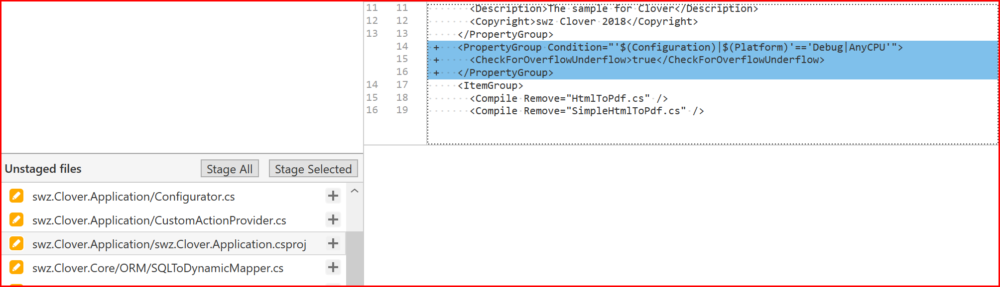 11 11 <Description>The sample for Clover</Description>
12 12 <Copyright>swz Clover 2018</Copyright>
13 13 </PropertyGroup>
14 + <PropertyGroup Condition="'$(Configuration)|$(Platform)'=='Debug|AnyCPU'">
15 + <CheckForOverflowUnderflow>true</CheckForOverflowUnderflow>
16 + </PropertyGroup>
14 17 <ItemGroup>
15 18 <Compile Remove="HtmlToPdf.cs" />
16 19 <Compile Remove="SimpleHtmlToPdf.cs" />
Unstaged files Stage All Stage Selected
swz.Clover.Application/Configurator.cs
swz.Clover.Application/CustomActionProvider.cs
swz.Clover.Application/swz.Clover.Application.csproj
swz.Clover.Core/ORM/SQLToDynamicMapper.cs